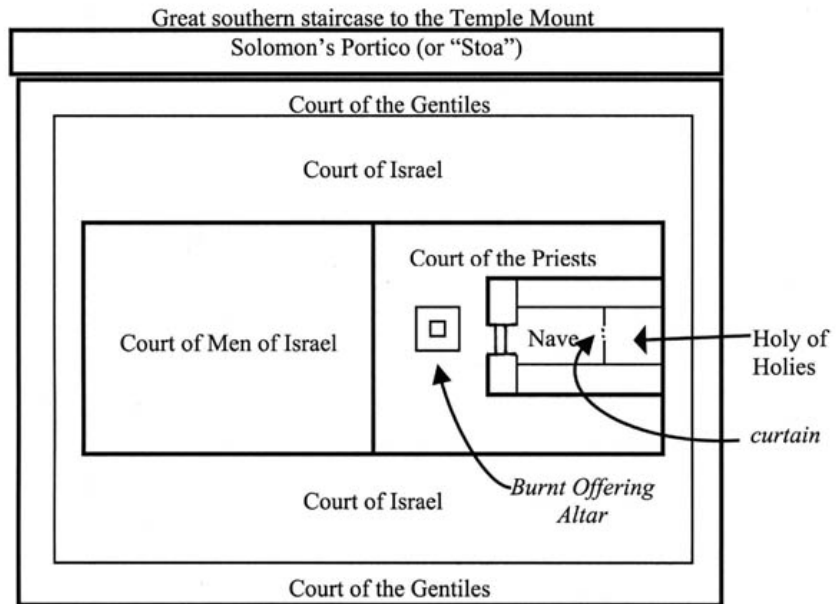 Great southern staircase to the Temple Mount
Solomon's Portico (or “Stoa”)
Court of the Gentiles
Court of Israel
Court of the Priests
Court of Men of Israel
Nave
Holy of
Holies
curtain
Burnt Offering
Altar
Court of Israel
Court of the Gentiles